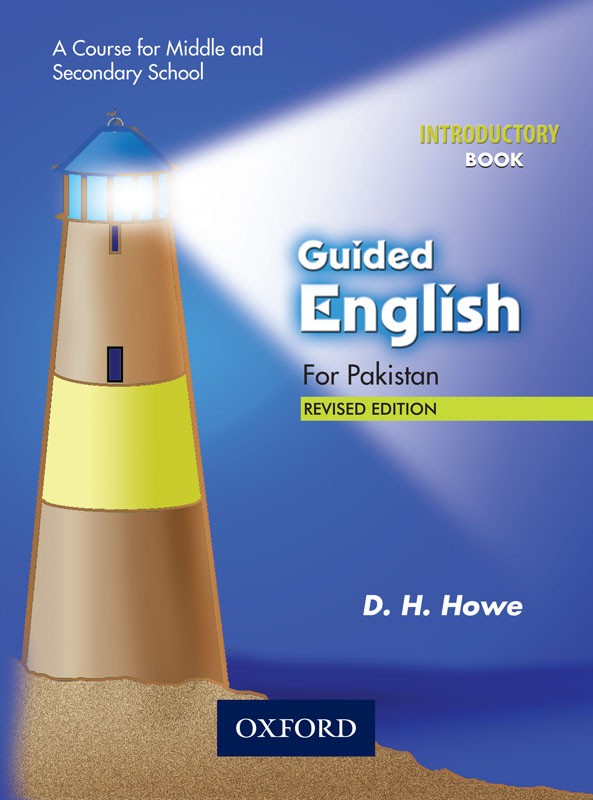 A Course for Middle and
Secondary School
INTRODUCTORY
BOOK
Guided
English
For Pakistan
REVISED EDITION
D. H. Howe
OXFORD